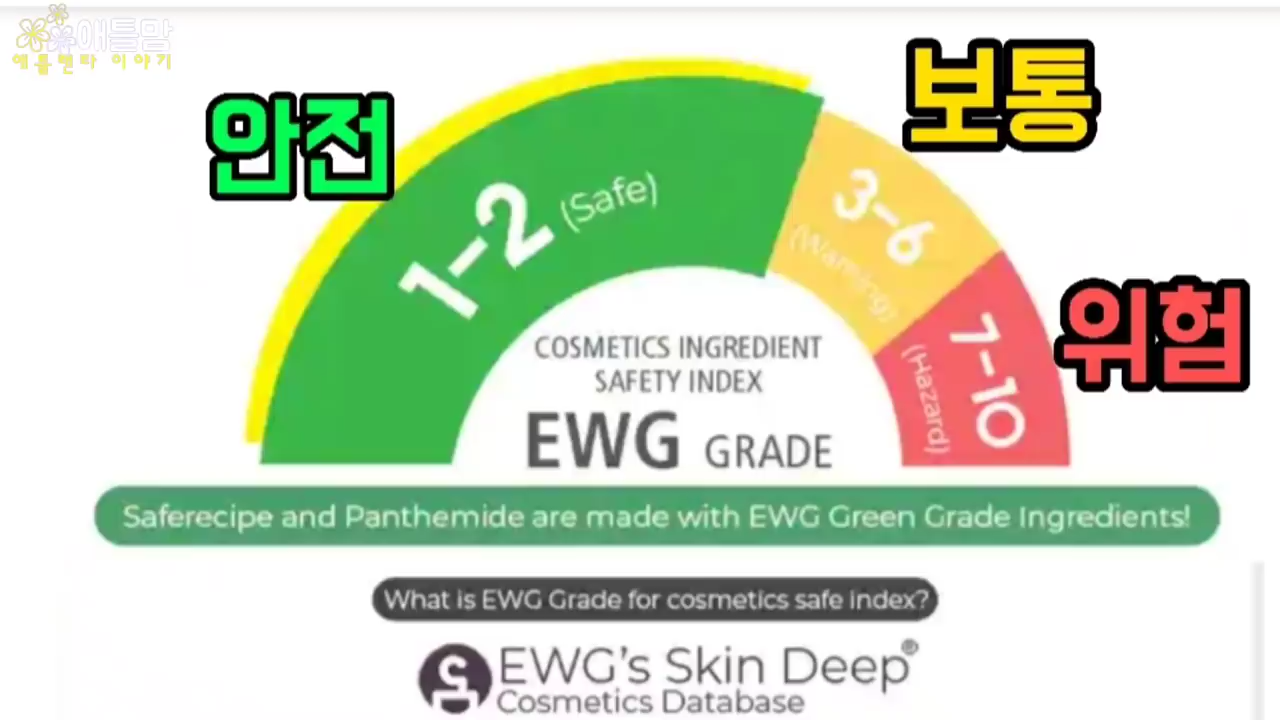 애틀맘
애틀랜타 이야기
안전
보통
위험
1-2 (Safe)
3-6
(Warning)
7-10
(Hazard)
COSMETICS INGREDIENT
SAFETY INDEX
EWG GRADE
Saferecipe and Panthemide are made with EWG Green Grade Ingredients!
What is EWG Grade for cosmetics safe index?
EWG's Skin Deep®
Cosmetics Database